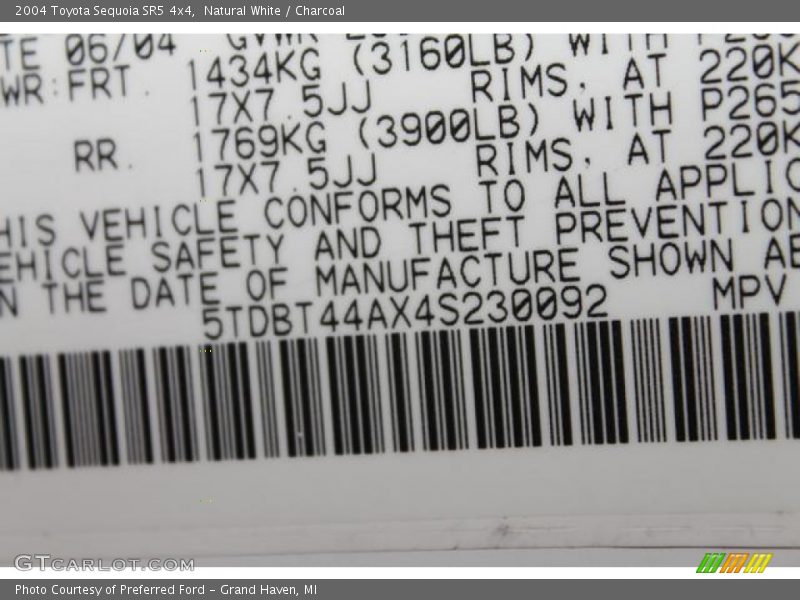 2004 Toyota Sequoia SR5 4x4,  Natural White / Charcoal
TE 06/04 GVWR
WR:FRT. 1434KG (3160LB) WITH
17X7.5JJ RIMS, AT 220K
RR. 1769KG (3900LB) WITH P265
17X7.5JJ RIMS, AT 220K
HIS VEHICLE CONFORMS TO ALL APPLIC
EHICLE SAFETY AND THEFT PREVENTION
N THE DATE OF MANUFACTURE SHOWN AB
5TDBT44AX4S230092 MPV
GTCARLOT.COM
Photo Courtesy of Preferred Ford - Grand Haven, MI